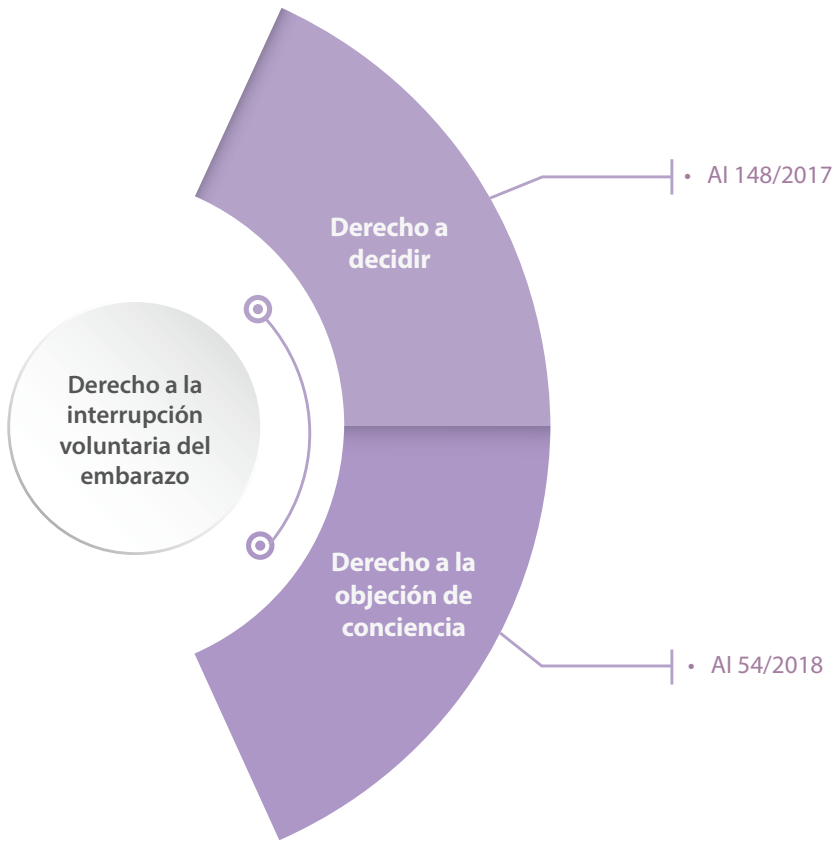 Derecho a la
interrupción
voluntaria del
embarazo
Derecho a
decidir
• AI 148/2017
Derecho a la
objeción de
conciencia
• AI 54/2018